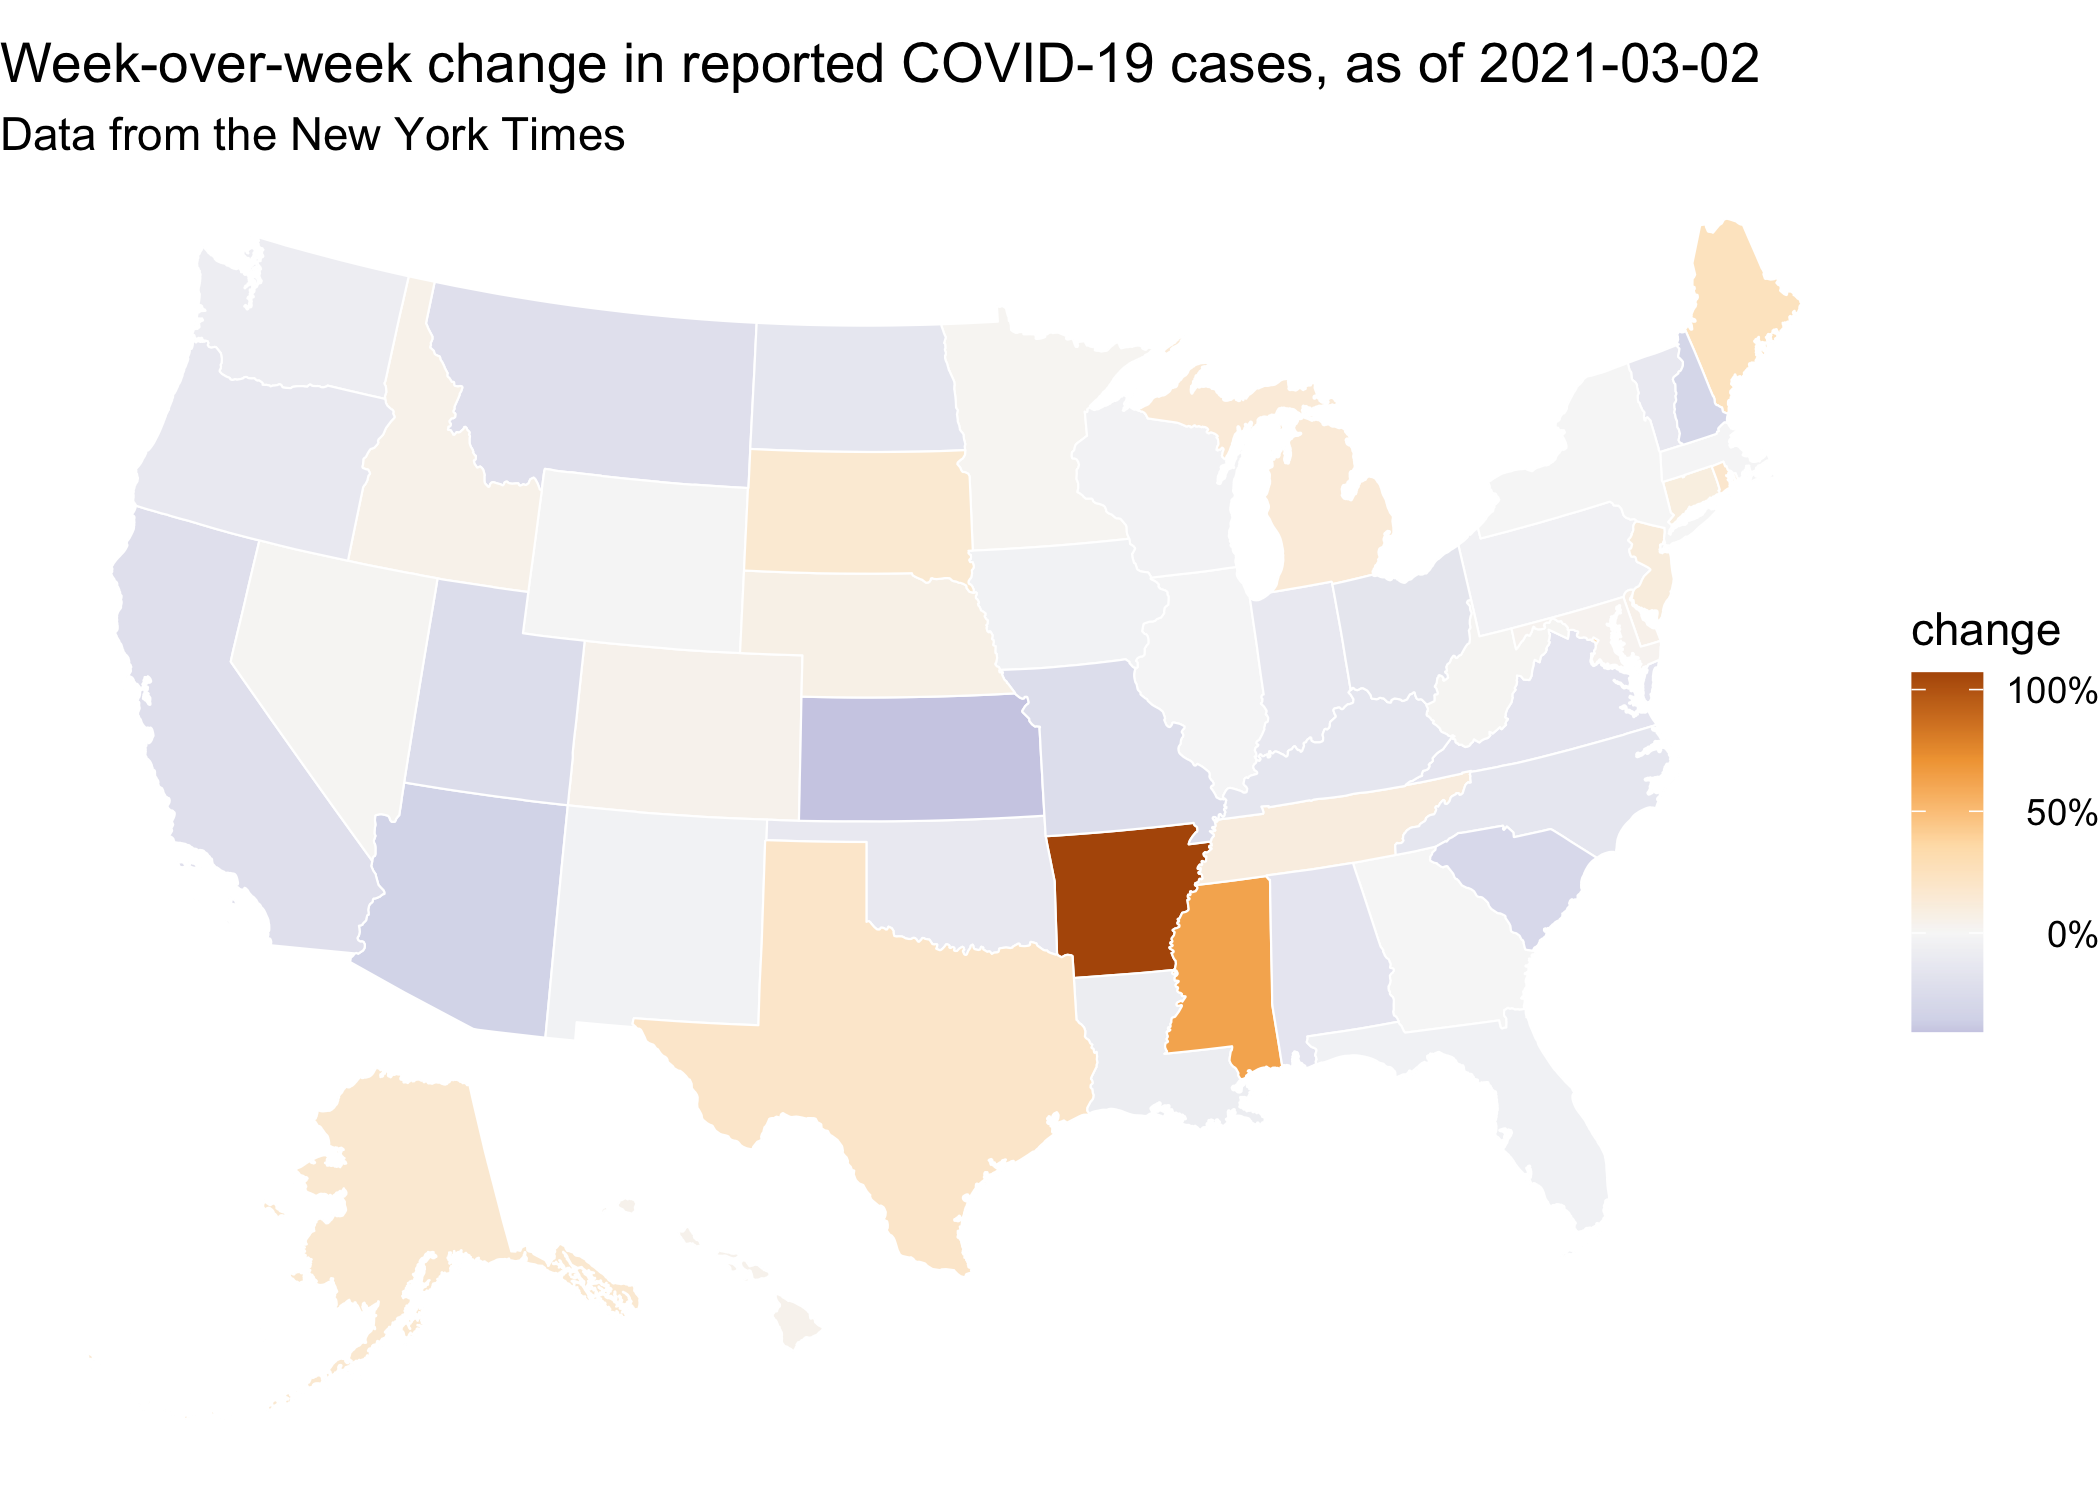 Week-over-week change in reported COVID-19 cases, as of 2021-03-02
Data from the New York Times
change
100%
50%
0%